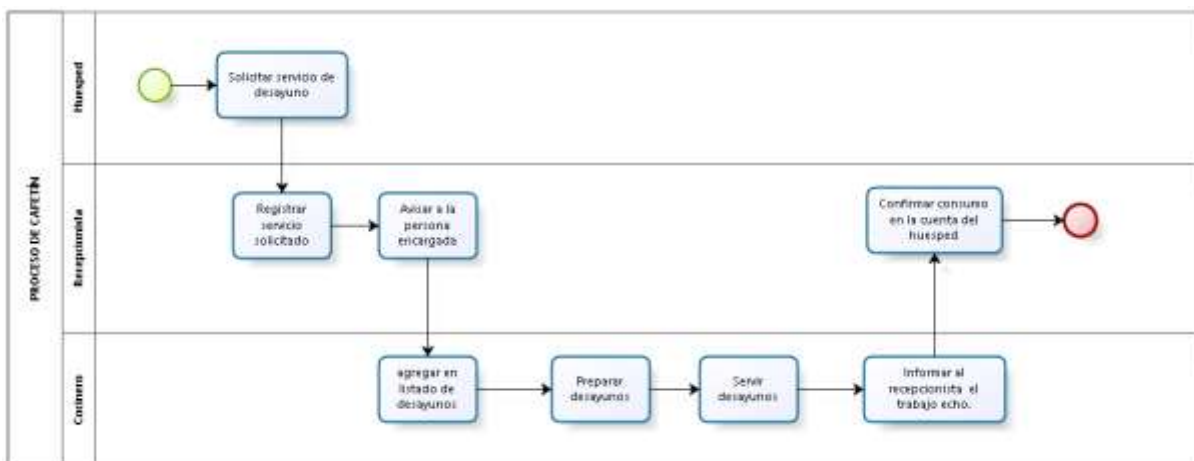 PROCESO DE CAFETÍN
Huesped
Solicitar servicio de
desayuno
Recepcionista
Registrar
servicio
solicitado
Avisar a la
persona
encargada
Confirmar consumo
en la cuenta del
huesped
Cocinero
agregar en
listado de
desayunos
Preparar
desayunos
Servir
desayunos
Informar al
recepcionista el
trabajo echo.